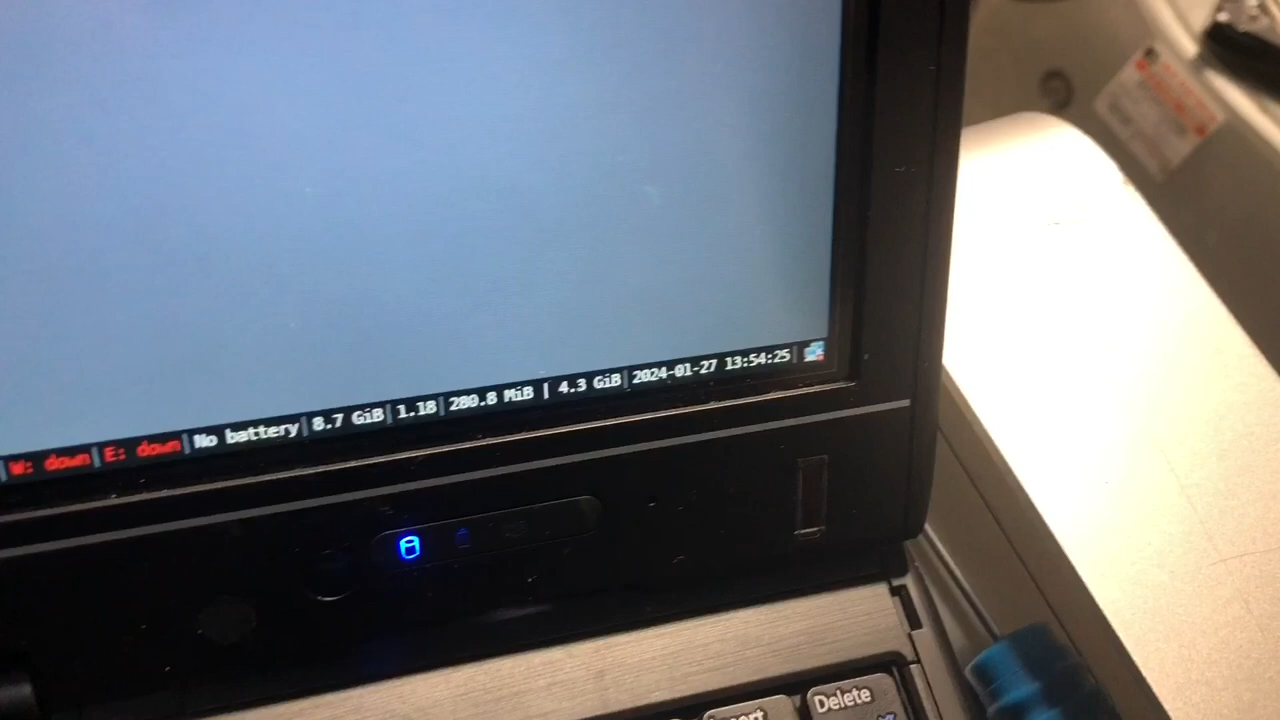 W: down | E: down | No battery | 8.7 GiB | 1.18 | 280.8 MiB | 4.3 GiB | 2024-01-27 13:54:25
Delete